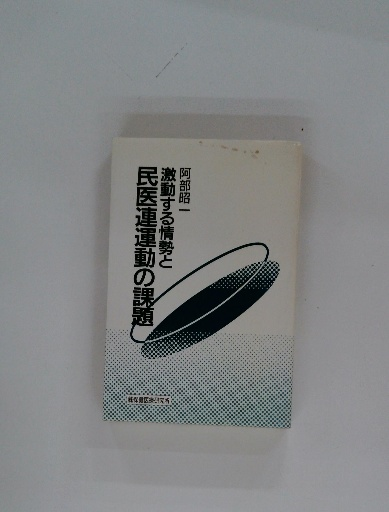 阿部昭一
激動する情勢と
民医連運動の課題